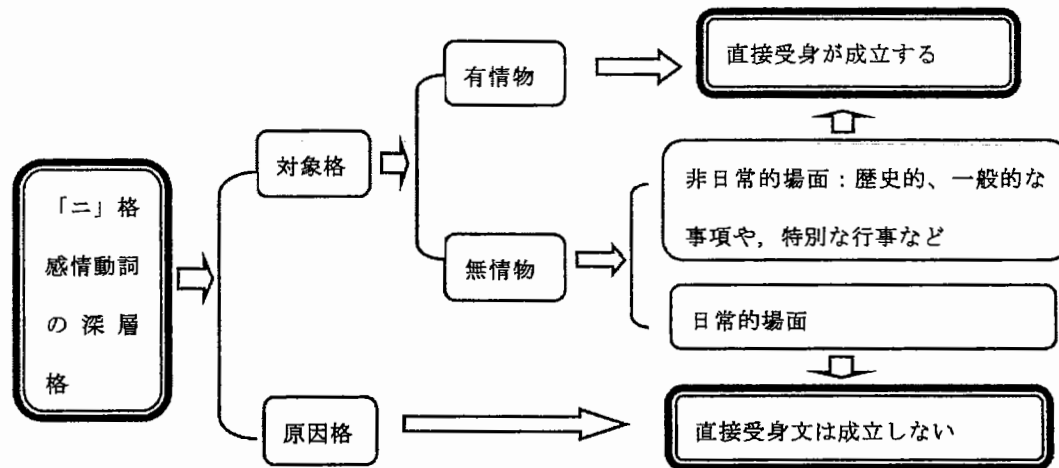 「ニ」格
感情動詞
の深層
格
対象格
原因格
有情物
無情物
直接受身が成立する
非日常的場面：歴史的、一般的な
事項や，特別な行事など
日常的場面
直接受身文は成立しない